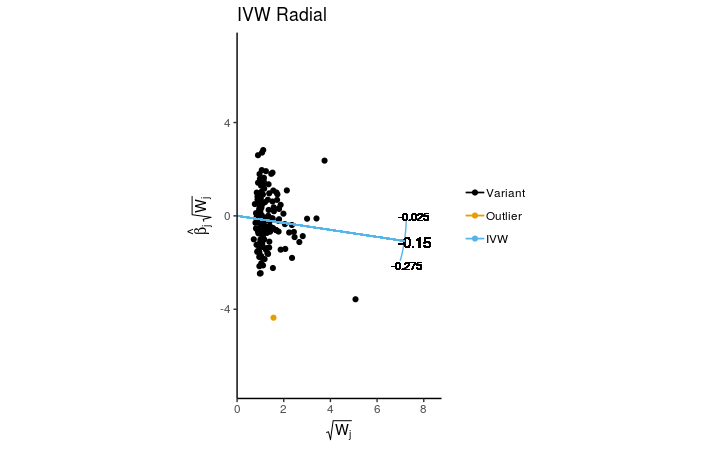 IVW Radial
4
0
-4
β̂j√Wj
0
2
4
6
8
√Wj
-0.025
-0.15
-0.275
Variant
Outlier
IVW